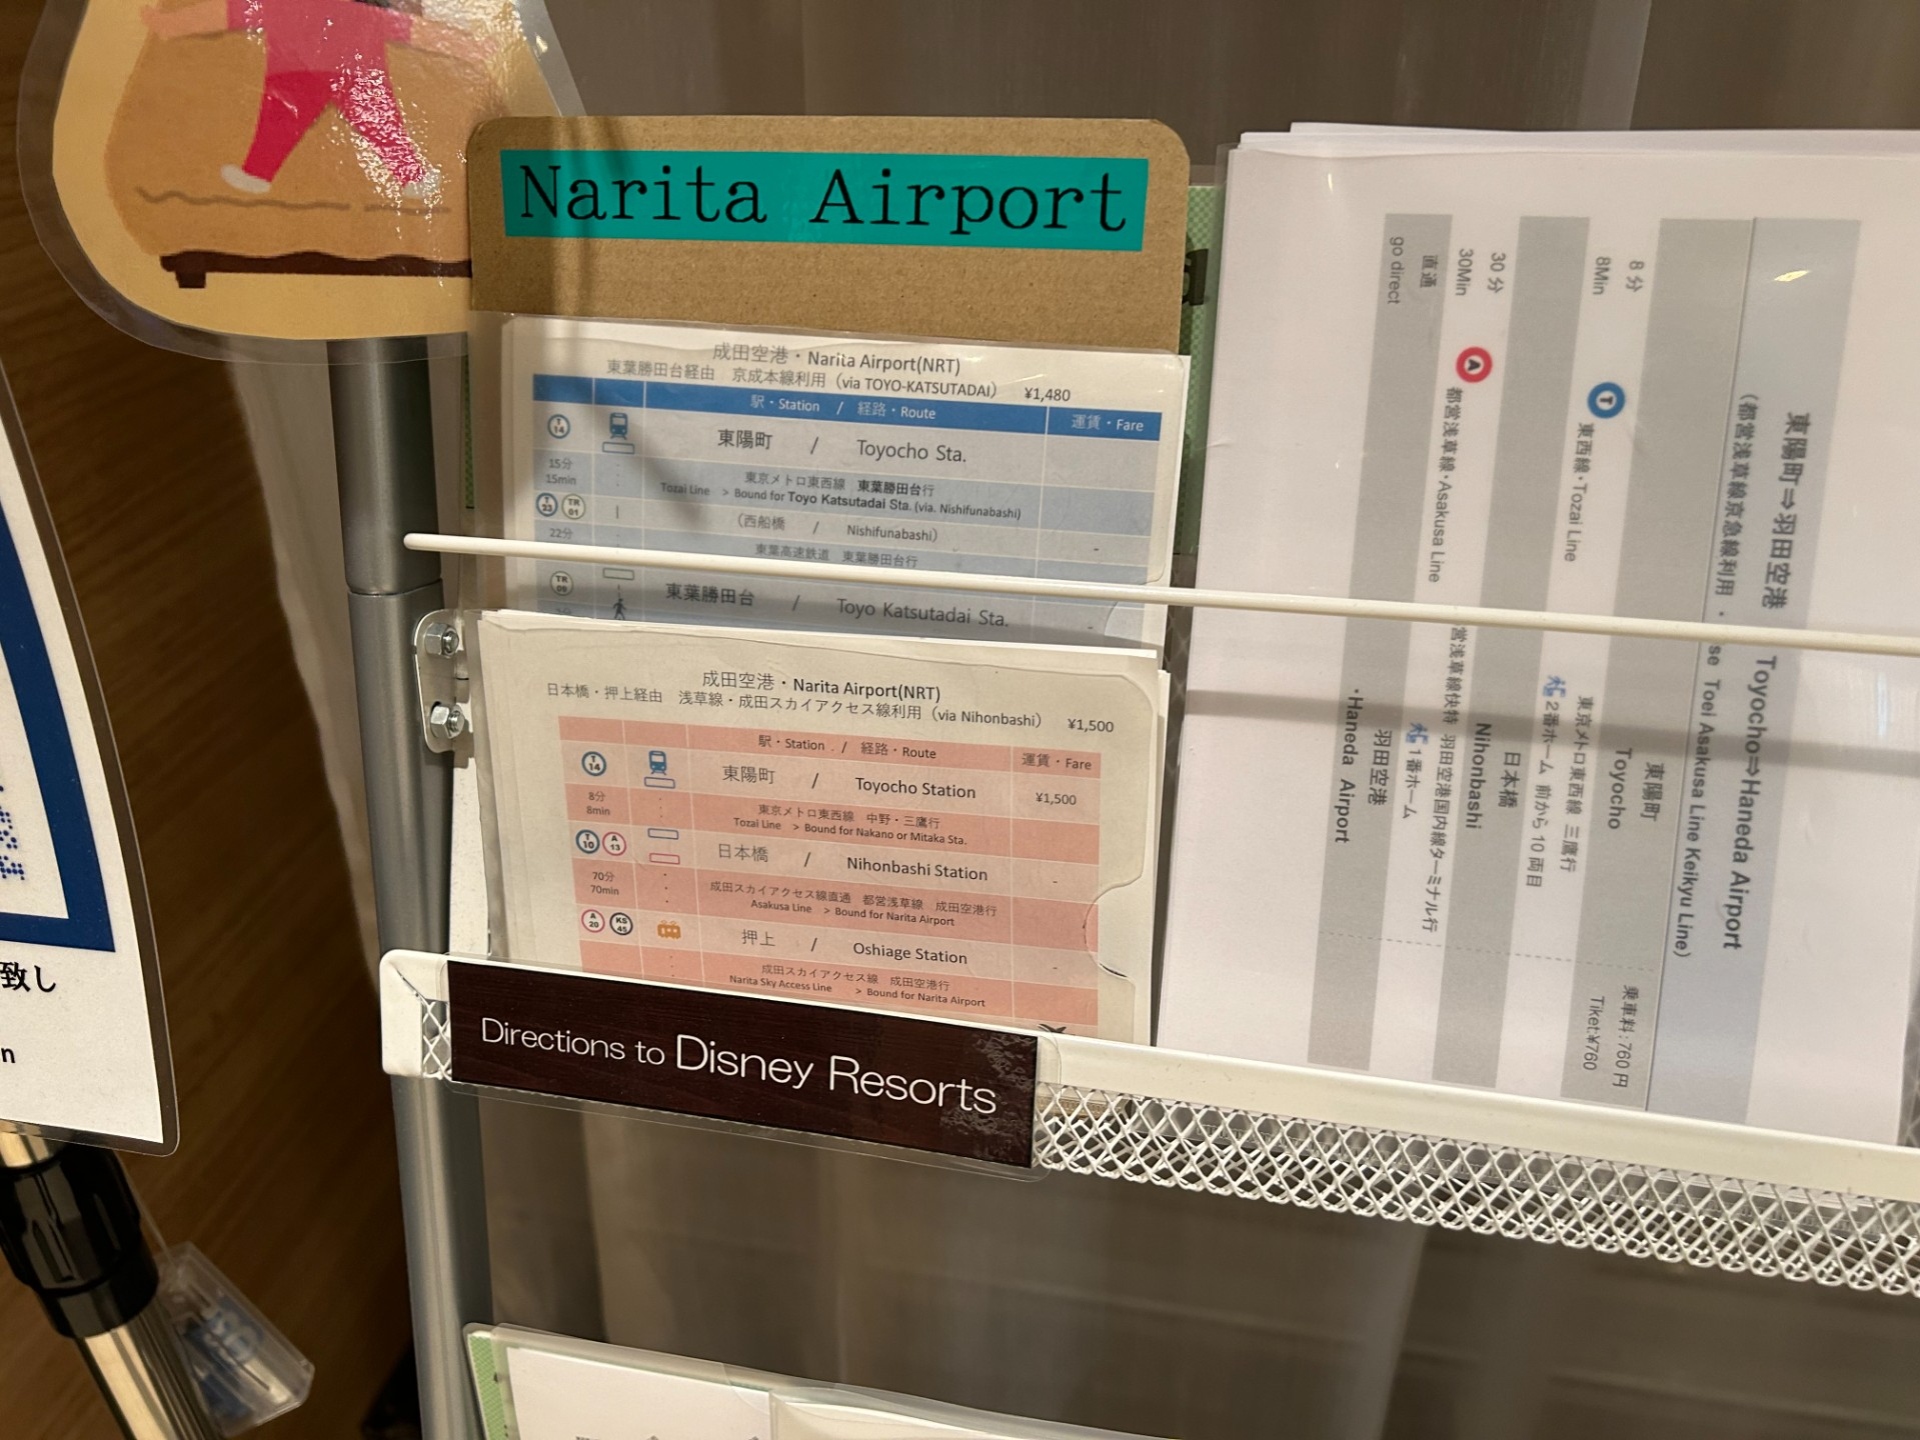 Narita Airport
成田空港・Narita Airport(NRT)
東葉勝田台経由 京成本線利用（via TOYO-KATSUTADAI） ¥1,480
駅・Station / 経路・Route 運賃・Fare
T 14 東陽町 / Toyocho Sta.
15分
15min
東京メトロ東西線 東葉勝田台行
Tozai Line > Bound for Toyo Katsutadai Sta. (via. Nishifunabashi)
T 23 TR 01 （西船橋 / Nishifunabashi） -
22分 東葉高速鉄道 東葉勝田台行
TR 09 東葉勝田台 / Toyo Katsutadai Sta. -
成田空港・Narita Airport(NRT)
日本橋・押上経由 浅草線・成田スカイアクセス線利用（via Nihonbashi） ¥1,500
駅・Station / 経路・Route 運賃・Fare
T 14 東陽町 / Toyocho Station ¥1,500
8分
8min
東京メトロ東西線 中野・三鷹行
Tozai Line > Bound for Nakano or Mitaka Sta.
T 10 A 13 日本橋 / Nihonbashi Station -
70分
70min
成田スカイアクセス線直通 都営浅草線 成田空港行
Asakusa Line > Bound for Narita Airport
A 20 KS 45 押上 / Oshiage Station -
成田スカイアクセス線 成田空港行
Narita Sky Access Line > Bound for Narita Airport
Directions to Disney Resorts
東陽町⇒羽田空港 Toyocho⇒Haneda Airport
（都営浅草線京急線利用・ se Toei Asakusa Line Keikyu Line)
東陽町
Toyocho
乗車料：760円
Tiket:¥760
8分
8Min
T 東西線・Tozai Line
東京メトロ東西線 三鷹行
2番ホーム 前から10両目
日本橋
Nihonbashi
30分
30Min
A 都営浅草線・Asakusa Line
営浅草線快特 羽田空港国内線ターミナル行
1番ホーム
直通
go direct
羽田空港
・Haneda Airport
致し
n